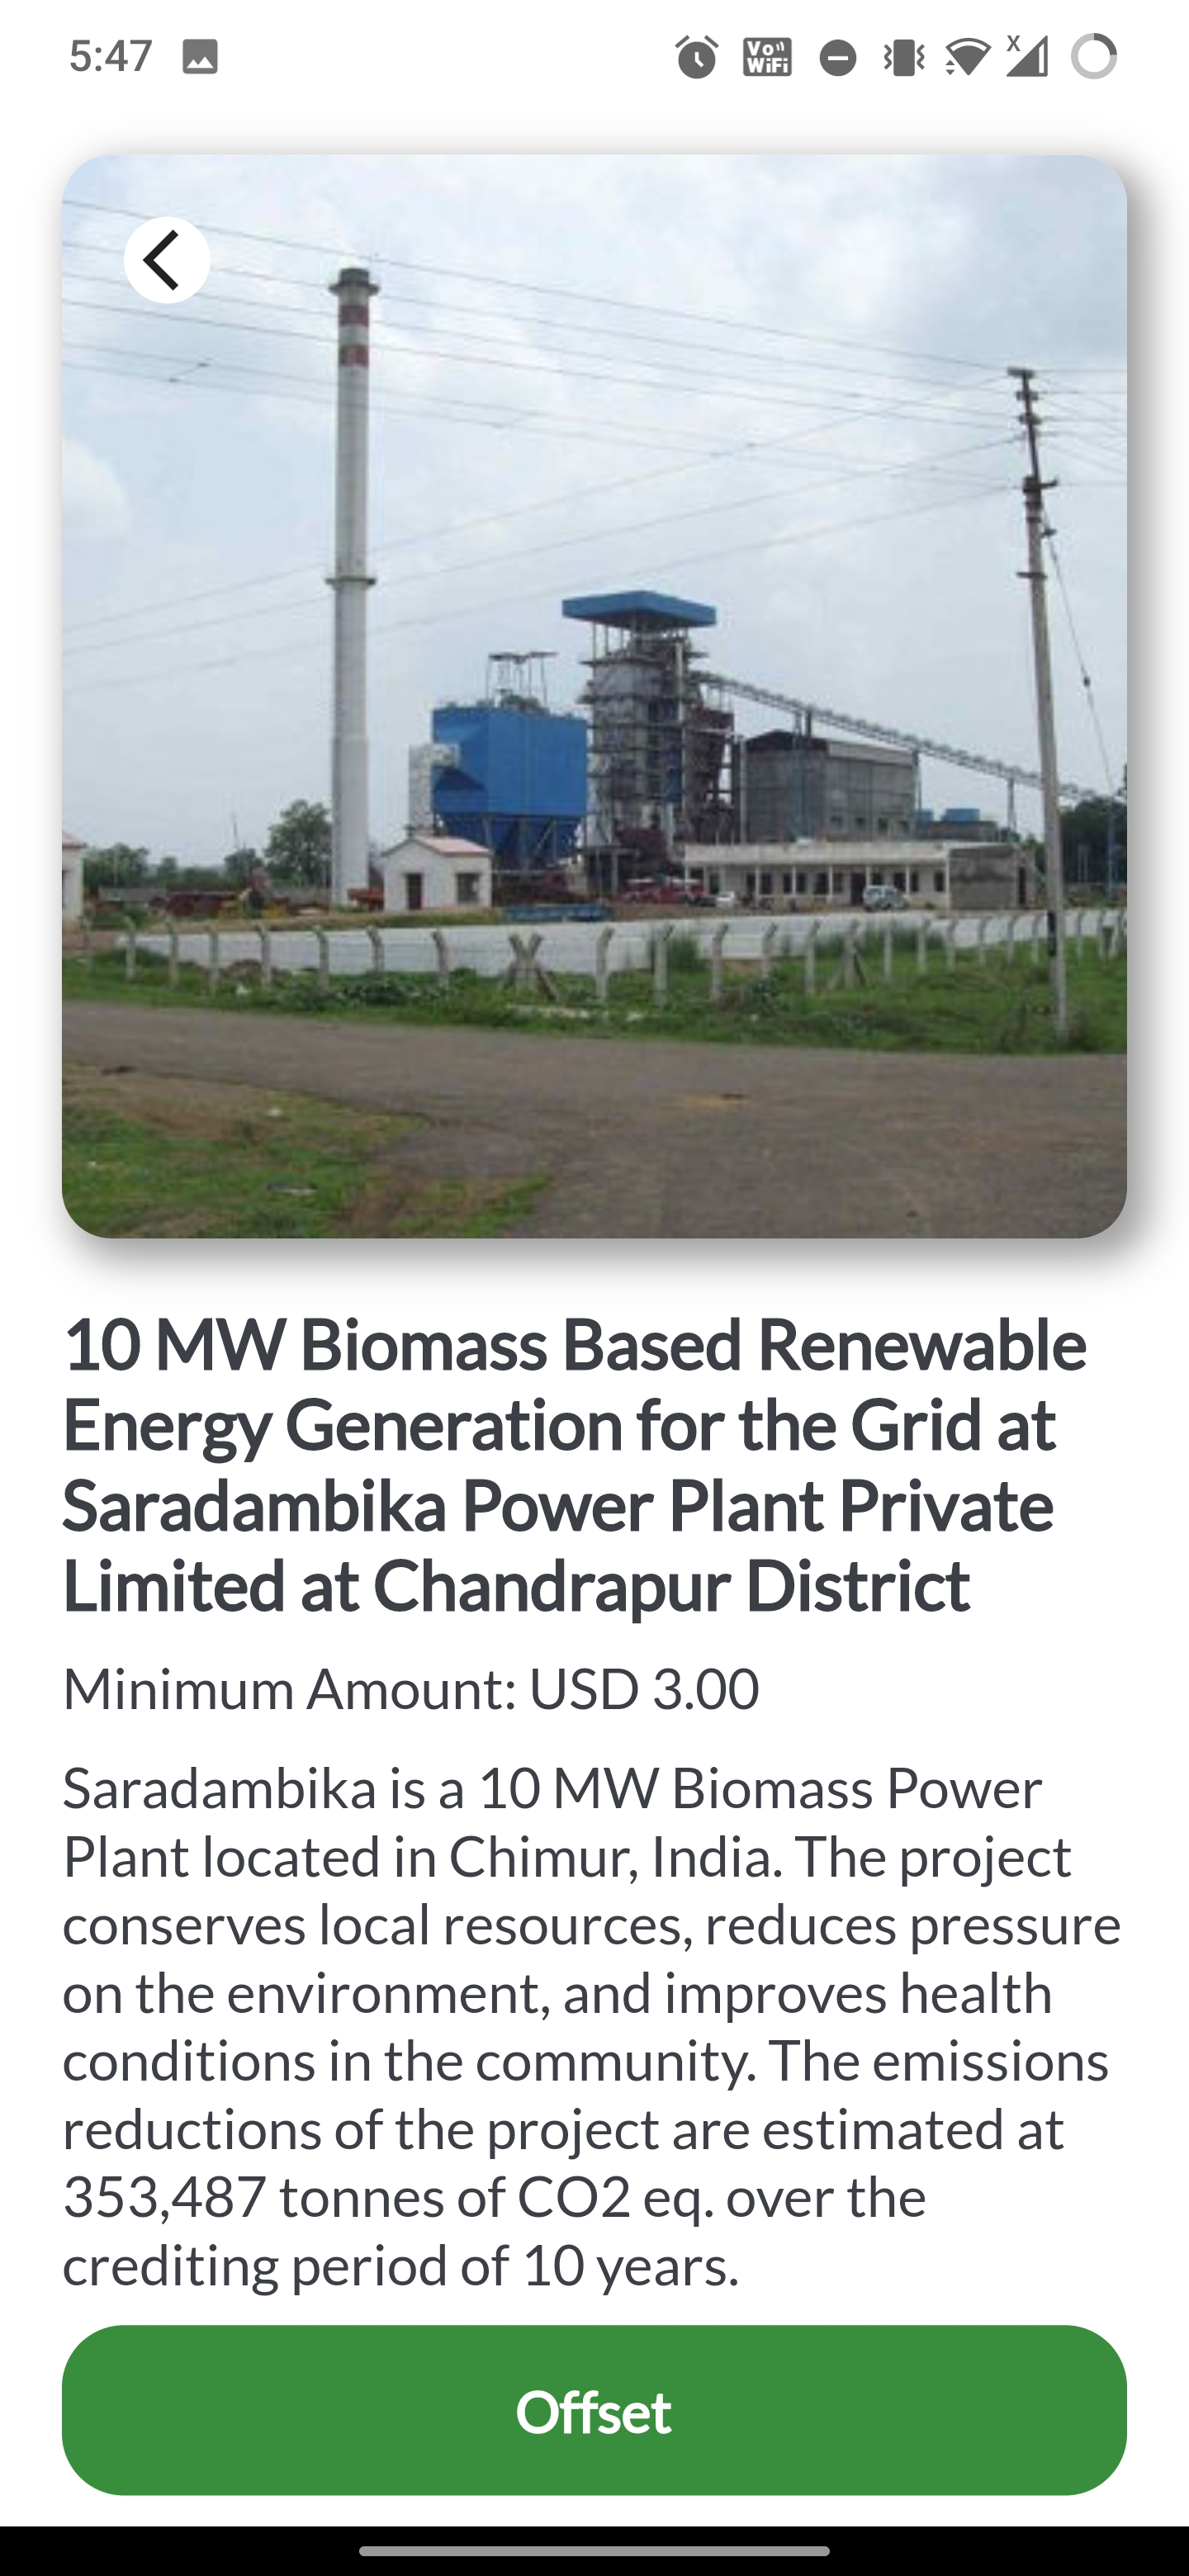 5:47
Vo
WiFi
X
10 MW Biomass Based Renewable
Energy Generation for the Grid at
Saradambika Power Plant Private
Limited at Chandrapur District
Minimum Amount: USD 3.00
Saradambika is a 10 MW Biomass Power
Plant located in Chimur, India. The project
conserves local resources, reduces pressure
on the environment, and improves health
conditions in the community. The emissions
reductions of the project are estimated at
353,487 tonnes of CO2 eq. over the
crediting period of 10 years.
Offset